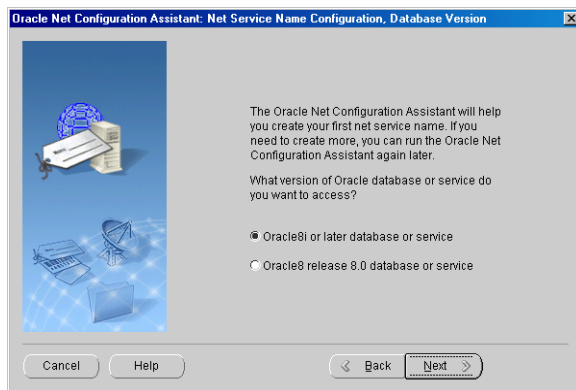 Oracle Net Configuration Assistant: Net Service Name Configuration, Database Version
The Oracle Net Configuration Assistant will help
you create your first net service name. If you
need to create more, you can run the Oracle Net
Configuration Assistant again later.
What version of Oracle database or service do
you want to access?
Oracle8i or later database or service
Oracle8 release 8.0 database or service
Cancel
Help
Back
Next